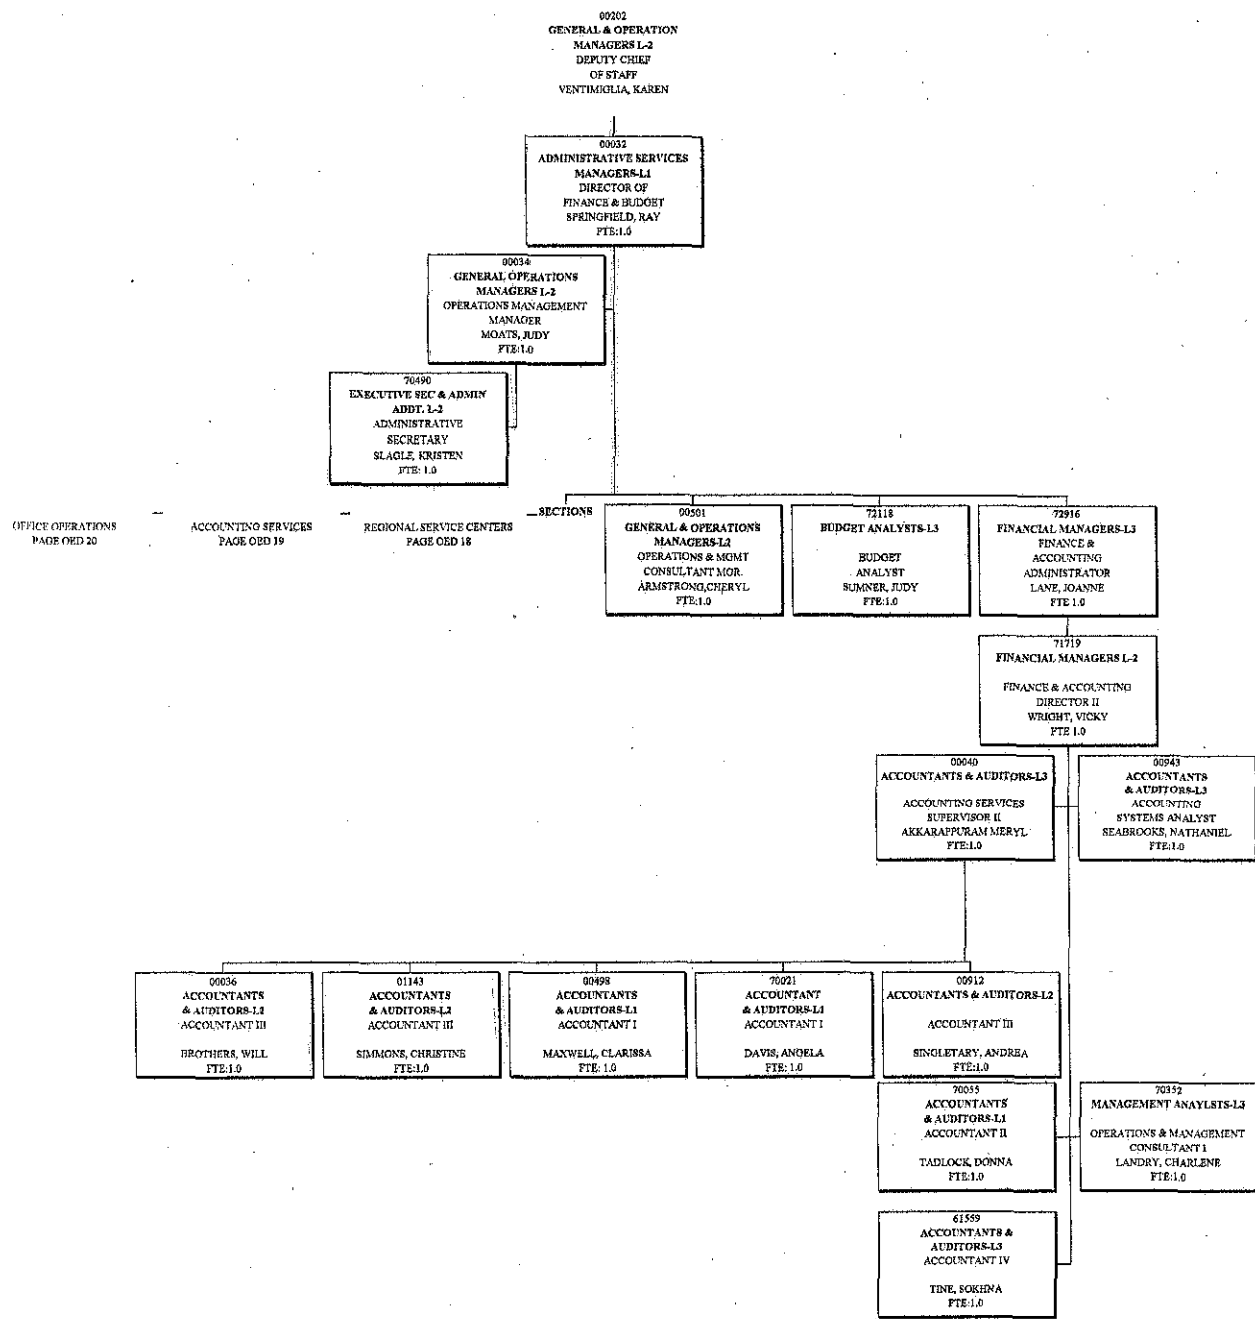 00202
GENERAL & OPERATION
MANAGERS L-2
DEPUTY CHIEF
OF STAFF
VENTIMIGLIA, KAREN
00032
ADMINISTRATIVE SERVICES
MANAGERS-L1
DIRECTOR OF
FINANCE & BUDGET
SPRINGFIELD, RAY
FTE:1.0
00034
GENERAL OPERATIONS
MANAGERS L-2
OPERATIONS MANAGEMENT
MANAGER
MOATS, JUDY
FTE:1.0
70490
EXECUTIVE SEC & ADMIN
ADDT. L-2
ADMINISTRATIVE
SECRETARY
SLAGLE, KRISTEN
FTE: 1.0
OFFICE OPERATIONS
PAGE OED 20
ACCOUNTING SERVICES
PAGE OED 19
REGIONAL SERVICE CENTERS
PAGE OED 18
SECTIONS
00501
GENERAL & OPERATIONS
MANAGERS-L2
OPERATIONS & MGMT
CONSULTANT MGR.
ARMSTRONG,CHERYL
FTE:1.0
72118
BUDGET ANALYSTS-L3
BUDGET
ANALYST
SUMNER, JUDY
FTE:1.0
72916
FINANCIAL MANAGERS-L3
FINANCE &
ACCOUNTING
ADMINISTRATOR
LANE, JOANNE
FTE 1.0
71719
FINANCIAL MANAGERS L-2
FINANCE & ACCOUNTING
DIRECTOR II
WRIGHT, VICKY
FTE 1.0
00040
ACCOUNTANTS & AUDITORS-L3
ACCOUNTING SERVICES
SUPERVISOR II
AKKARAPPURAM MERYL
FTE:1.0
00943
ACCOUNTANTS
& AUDITORS-L3
ACCOUNTING
SYSTEMS ANALYST
SEABROOKS, NATHANIEL
FTE:1.0
00036
ACCOUNTANTS
& AUDITORS-L2
ACCOUNTANT III
BROTHERS, WILL
FTE:1.0
01143
ACCOUNTANTS
& AUDITORS-L2
ACCOUNTANT III
SIMMONS, CHRISTINE
FTE:1.0
00498
ACCOUNTANTS
& AUDITORS-L1
ACCOUNTANT I
MAXWELL, CLARISSA
FTE: 1.0
70021
ACCOUNTANT
& AUDITORS-L1
ACCOUNTANT I
DAVIS, ANGELA
FTE: 1.0
00912
ACCOUNTANTS & AUDITORS-L2
ACCOUNTANT III
SINGLETARY, ANDREA
FTE:1.0
70055
ACCOUNTANTS
& AUDITORS-L1
ACCOUNTANT II
TADLOCK, DONNA
FTE:1.0
70352
MANAGEMENT ANAYLSTS-L3
OPERATIONS & MANAGEMENT
CONSULTANT I
LANDRY, CHARLENE
FTE:1.0
61559
ACCOUNTANTS &
AUDITORS-L3
ACCOUNTANT IV
TINE, SOKHNA
FTE:1.0